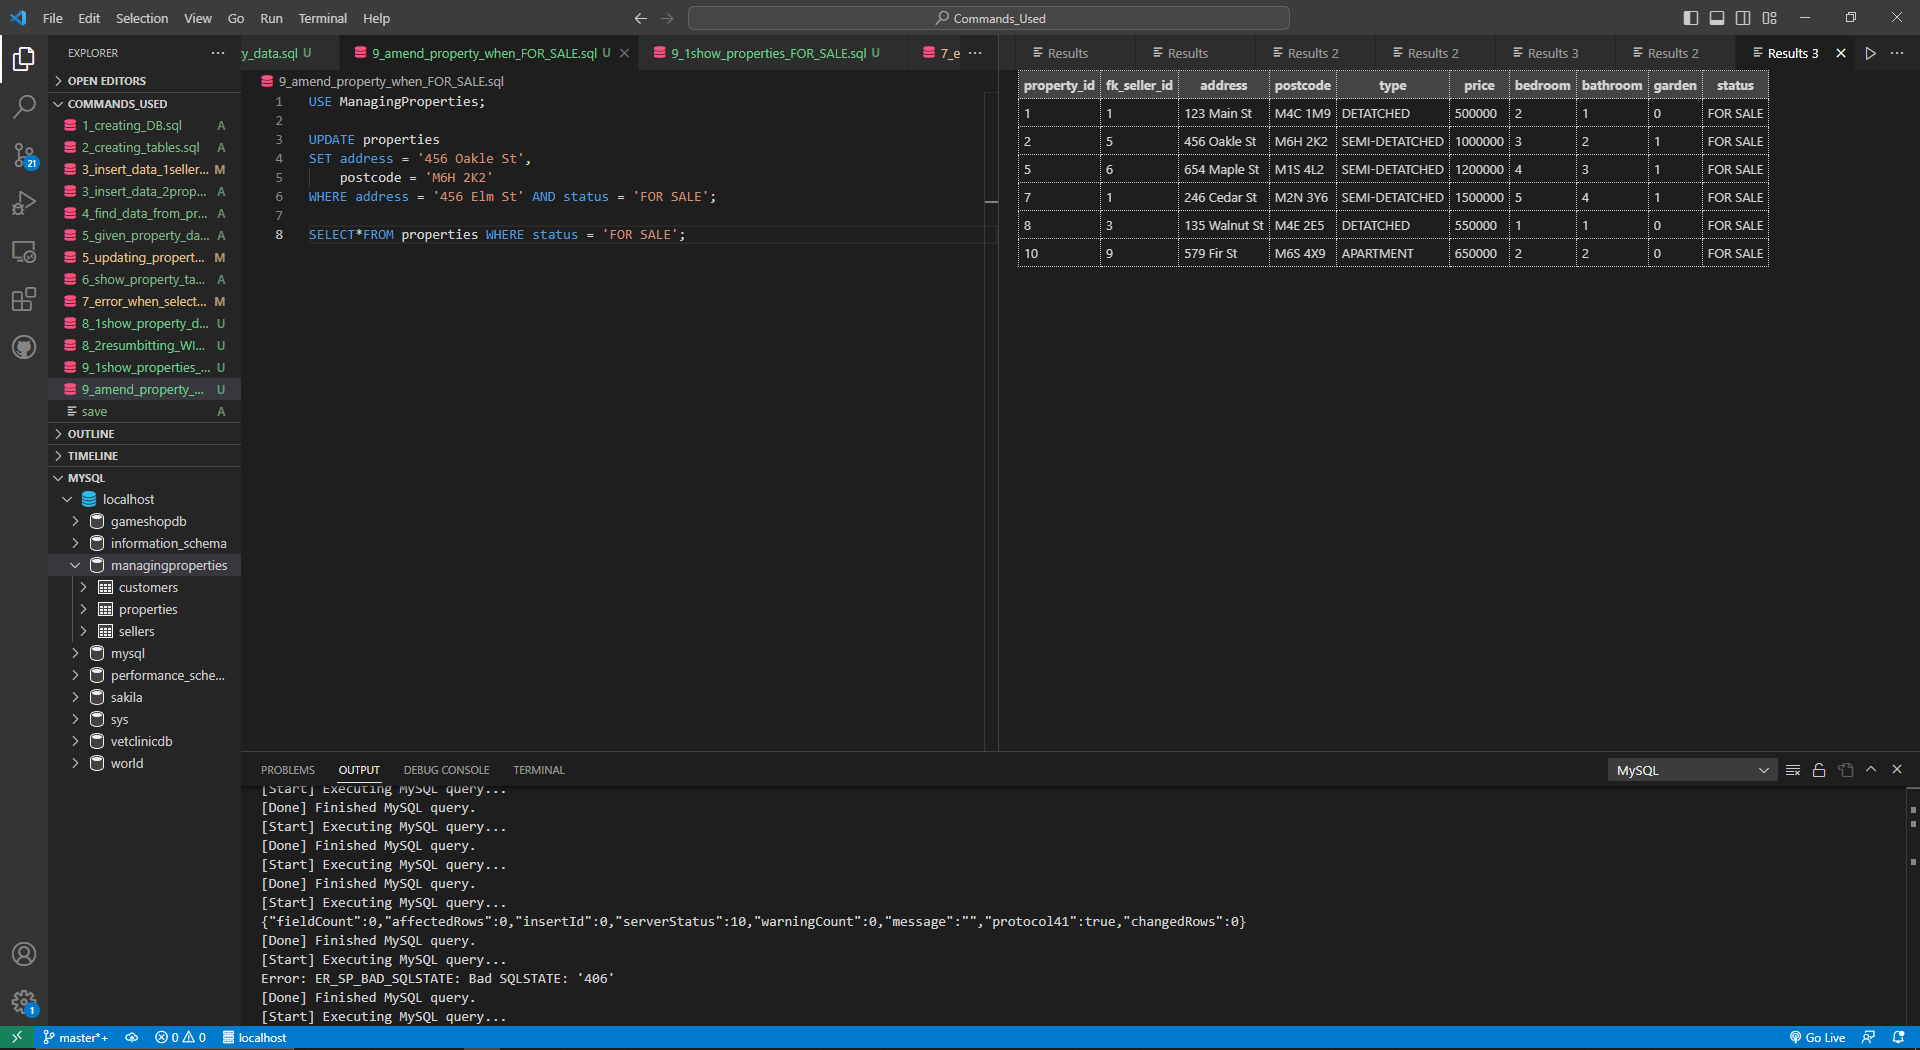 File Edit Selection View Go Run Terminal Help
Commands_Used
EXPLORER
OPEN EDITORS
COMMANDS_USED
1_creating_DB.sql A
2_creating_tables.sql A
3_insert_data_1seller... M
3_insert_data_2prop... A
4_find_data_from_pr... A
5_given_property_da... A
5_updating_propert... M
6_show_property_ta... A
7_error_when_select... M
8_1show_property_d... U
8_2resumbitting_WI... U
9_1show_properties_... U
9_amend_property_... U
save A
OUTLINE
TIMELINE
MYSQL
localhost
gameshopdb
information_schema
managingproperties
customers
properties
sellers
mysql
performance_sche...
sakila
sys
vetclinicdb
world
21
1
y_data.sql U
9_amend_property_when_FOR_SALE.sql U
9_1show_properties_FOR_SALE.sql U
7_e
9_amend_property_when_FOR_SALE.sql
1 USE ManagingProperties;
2
3 UPDATE properties
4 SET address = '456 Oakle St',
5 postcode = 'M6H 2K2'
6 WHERE address = '456 Elm St' AND status = 'FOR SALE';
7
8 SELECT*FROM properties WHERE status = 'FOR SALE';
Results Results Results 2 Results 2 Results 3 Results 2 Results 3
property_id fk_seller_id address postcode type price bedroom bathroom garden status
1 1 123 Main St M4C 1M9 DETATCHED 500000 2 1 0 FOR SALE
2 5 456 Oakle St M6H 2K2 SEMI-DETATCHED 1000000 3 2 1 FOR SALE
5 6 654 Maple St M1S 4L2 SEMI-DETATCHED 1200000 4 3 1 FOR SALE
7 1 246 Cedar St M2N 3Y6 SEMI-DETATCHED 1500000 5 4 1 FOR SALE
8 3 135 Walnut St M4E 2E5 DETATCHED 550000 1 1 0 FOR SALE
10 9 579 Fir St M6S 4X9 APARTMENT 650000 2 2 0 FOR SALE
PROBLEMS OUTPUT DEBUG CONSOLE TERMINAL
MySQL
[Start] Executing MySQL query...
[Done] Finished MySQL query.
[Start] Executing MySQL query...
[Done] Finished MySQL query.
[Start] Executing MySQL query...
[Done] Finished MySQL query.
[Start] Executing MySQL query...
{"fieldCount":0,"affectedRows":0,"insertId":0,"serverStatus":10,"warningCount":0,"message":"","protocol41":true,"changedRows":0}
[Done] Finished MySQL query.
[Start] Executing MySQL query...
Error: ER_SP_BAD_SQLSTATE: Bad SQLSTATE: '406'
[Done] Finished MySQL query.
[Start] Executing MySQL query...
master*+ 0 0 localhost Go Live